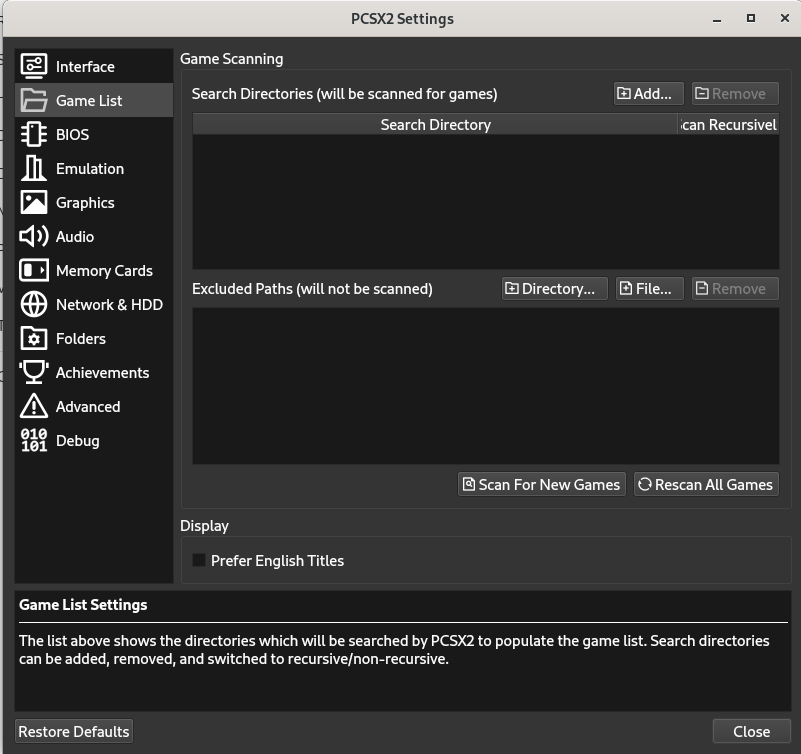 PCSX2 Settings
Interface
Game List
BIOS
Emulation
Graphics
Audio
Memory Cards
Network & HDD
Folders
Achievements
Advanced
010
101
Debug
Game Scanning
Search Directories (will be scanned for games)
Add...
Remove
Search Directory
can Recursivel
Excluded Paths (will not be scanned)
Directory...
File...
Remove
Scan For New Games
Rescan All Games
Display
Prefer English Titles
Game List Settings
The list above shows the directories which will be searched by PCSX2 to populate the game list. Search directories
can be added, removed, and switched to recursive/non-recursive.
Restore Defaults
Close